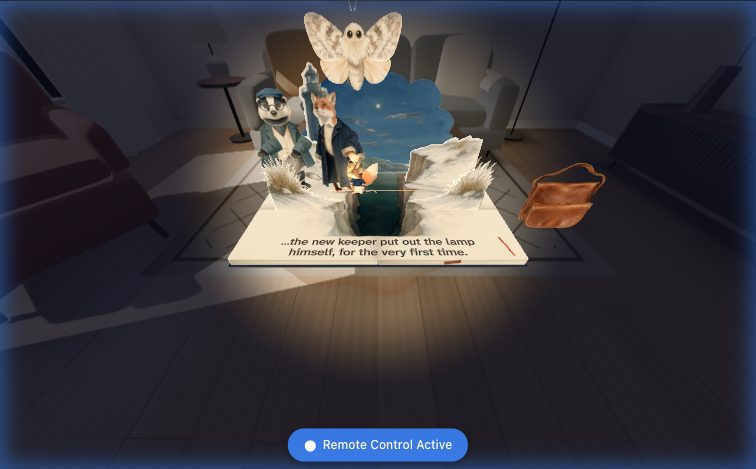 ...the new keeper put out the lamp
himself, for the very first time.
Remote Control Active